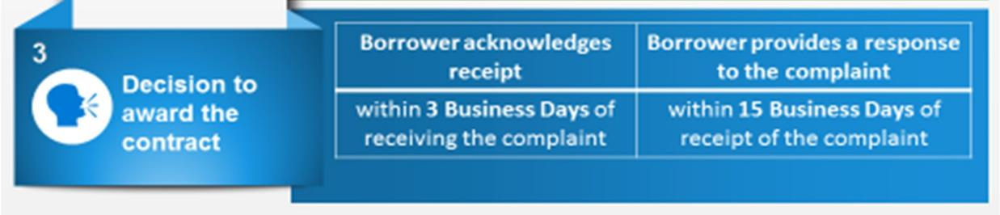 3
Decision to
award the
contract
Borrower acknowledges
receipt
Borrower provides a response
to the complaint
within 3 Business Days of
receiving the complaint
within 15 Business Days of
receipt of the complaint